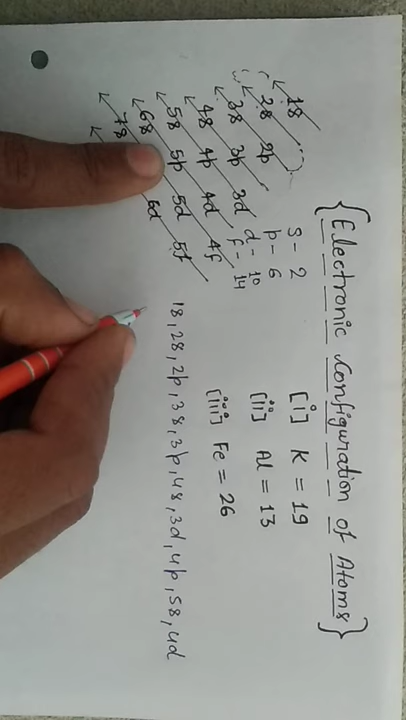 {Electronic Configuration of Atoms}
1s
2s 2p
3s 3p 3d
4s 4p 4d 4f
5s 5p 5d 5f
6s 6d
7s
s - 2
p - 6
d - 10
f - 14
[i] K = 19
[ii] Al = 13
[iii] Fe = 26
1s, 2s, 2p, 3s, 3p, 4s, 3d, 4p, 5s, 4d